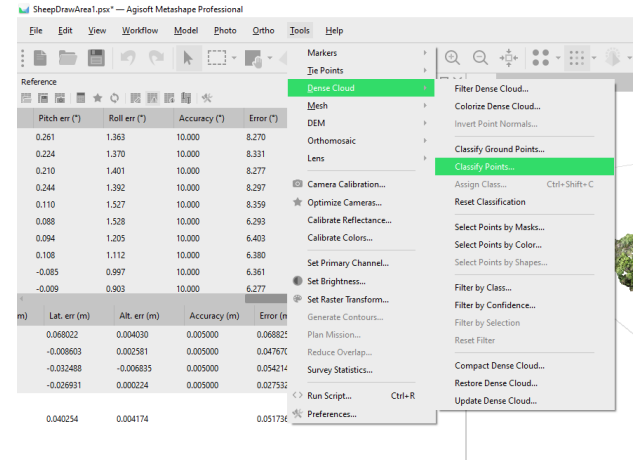 SheepDrawArea1.psx* — Agisoft Metashape Professional
File Edit View Workflow Model Photo Ortho Tools Help
Reference
Pitch err (°) Roll err (°) Accuracy (°) Error (°)
0.261 1.363 10.000 8.270
0.224 1.370 10.000 8.331
0.210 1.401 10.000 8.277
0.244 1.392 10.000 8.297
0.110 1.527 10.000 8.359
0.088 1.528 10.000 6.293
0.094 1.205 10.000 6.403
0.108 1.112 10.000 6.380
-0.085 0.997 10.000 6.361
-0.009 0.903 10.000 6.277
m) Lat. err (m) Alt. err (m) Accuracy (m) Error (m
0.068022 0.004030 0.005000 0.068825
-0.008603 0.002581 0.005000 0.047670
-0.032488 -0.006835 0.005000 0.054214
-0.026931 0.000224 0.005000 0.027532
0.040254 0.004174 0.051736
Markers
Tie Points
Dense Cloud
Mesh
DEM
Orthomosaic
Lens
Camera Calibration...
Optimize Cameras...
Calibrate Reflectance...
Calibrate Colors...
Set Primary Channel...
Set Brightness...
Set Raster Transform...
Generate Contours...
Plan Mission...
Reduce Overlap...
Survey Statistics...
Run Script... Ctrl+R
Preferences...
Filter Dense Cloud...
Colorize Dense Cloud...
Invert Point Normals...
Classify Ground Points...
Classify Points...
Assign Class... Ctrl+Shift+C
Reset Classification
Select Points by Masks...
Select Points by Color...
Select Points by Shapes...
Filter by Class...
Filter by Confidence...
Filter by Selection
Reset Filter
Compact Dense Cloud...
Restore Dense Cloud...
Update Dense Cloud...